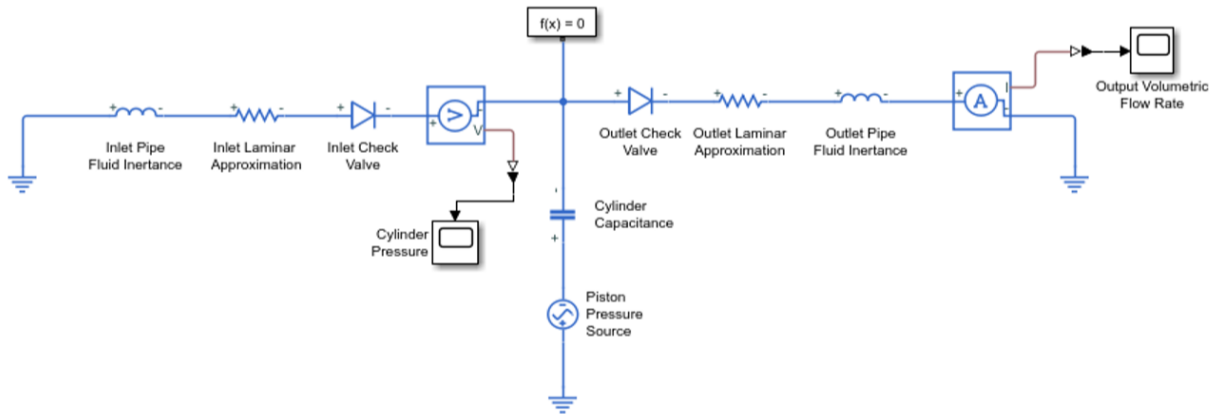 f(x) = 0
Output Volumetric
Flow Rate
Inlet Pipe
Fluid Inertance
Inlet Laminar
Approximation
Inlet Check
Valve
V
V
Outlet Check
Valve
Outlet Laminar
Approximation
Outlet Pipe
Fluid Inertance
A
I
Cylinder
Pressure
Cylinder
Capacitance
Piston
Pressure
Source